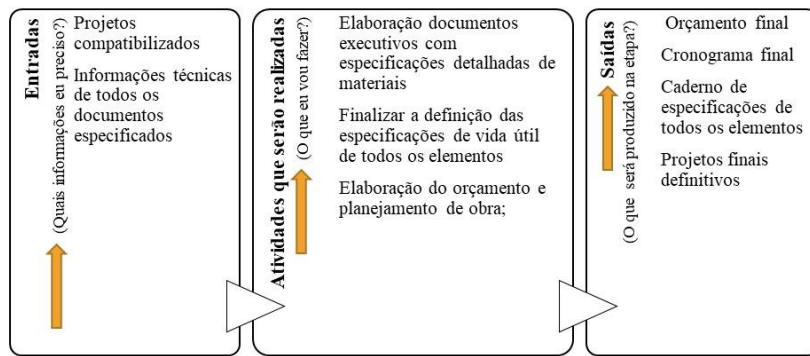 Entradas
(Quais informações eu preciso?)
Projetos
compatibilizados
Informações técnicas
de todos os
documentos
especificados
Atividades que serão realizadas
(O que eu vou fazer?)
Elaboração documentos
executivos com
especificações detalhadas de
materiais
Finalizar a definição das
especificações de vida útil
de todos os elementos
Elaboração do orçamento e
planejamento de obra;
Saídas
(O que será produzido na etapa?)
Orçamento final
Cronograma final
Caderno de
especificações de
todos os elementos
Projetos finais
definitivos